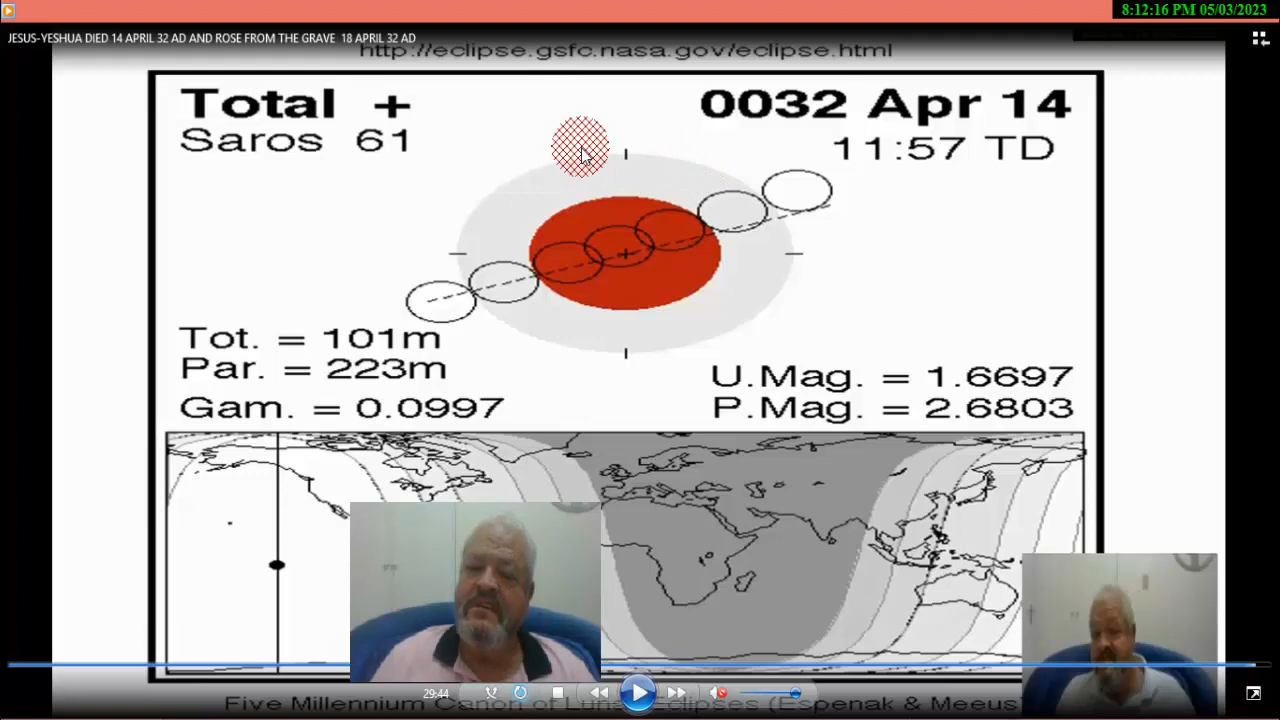 8:12:16 PM 05/03/2023
JESUS-YESHUA DIED 14 APRIL 32 AD AND ROSE FROM THE GRAVE 18 APRIL 32 AD
http://eclipse.gsfc.nasa.gov/eclipse.html
Total +
0032 Apr 14
Saros 61
11:57 TD
Tot. = 101m
Par. = 223m
U.Mag. = 1.6697
Gam. = 0.0997
P.Mag. = 2.6803
29:44
Five Millennium Canon of Lunar Eclipses (Espenak & Meeus